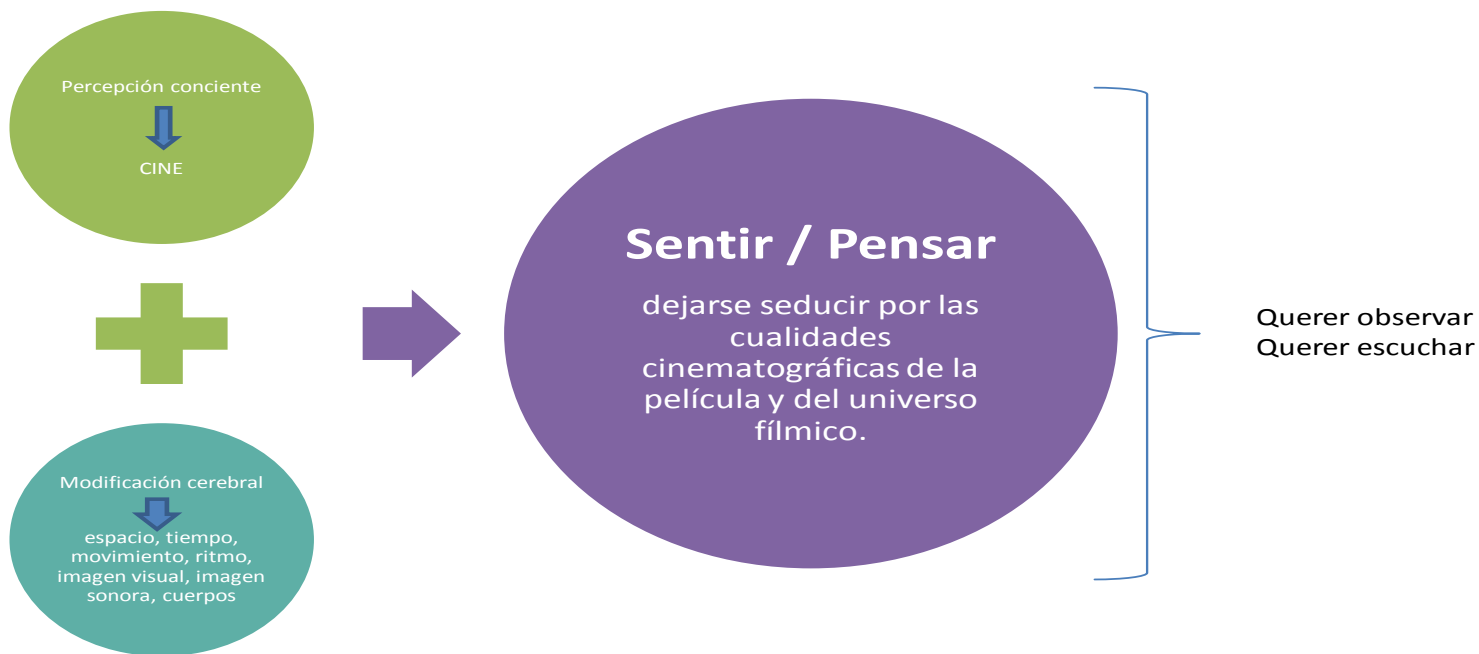 Percepción conciente
CINE
Modificación cerebral
espacio, tiempo,
movimiento, ritmo,
imagen visual, imagen
sonora, cuerpos
Sentir / Pensar
dejarse seducir por las
cualidades
cinematográficas de la
película y del universo
fílmico.
Querer observar
Querer escuchar